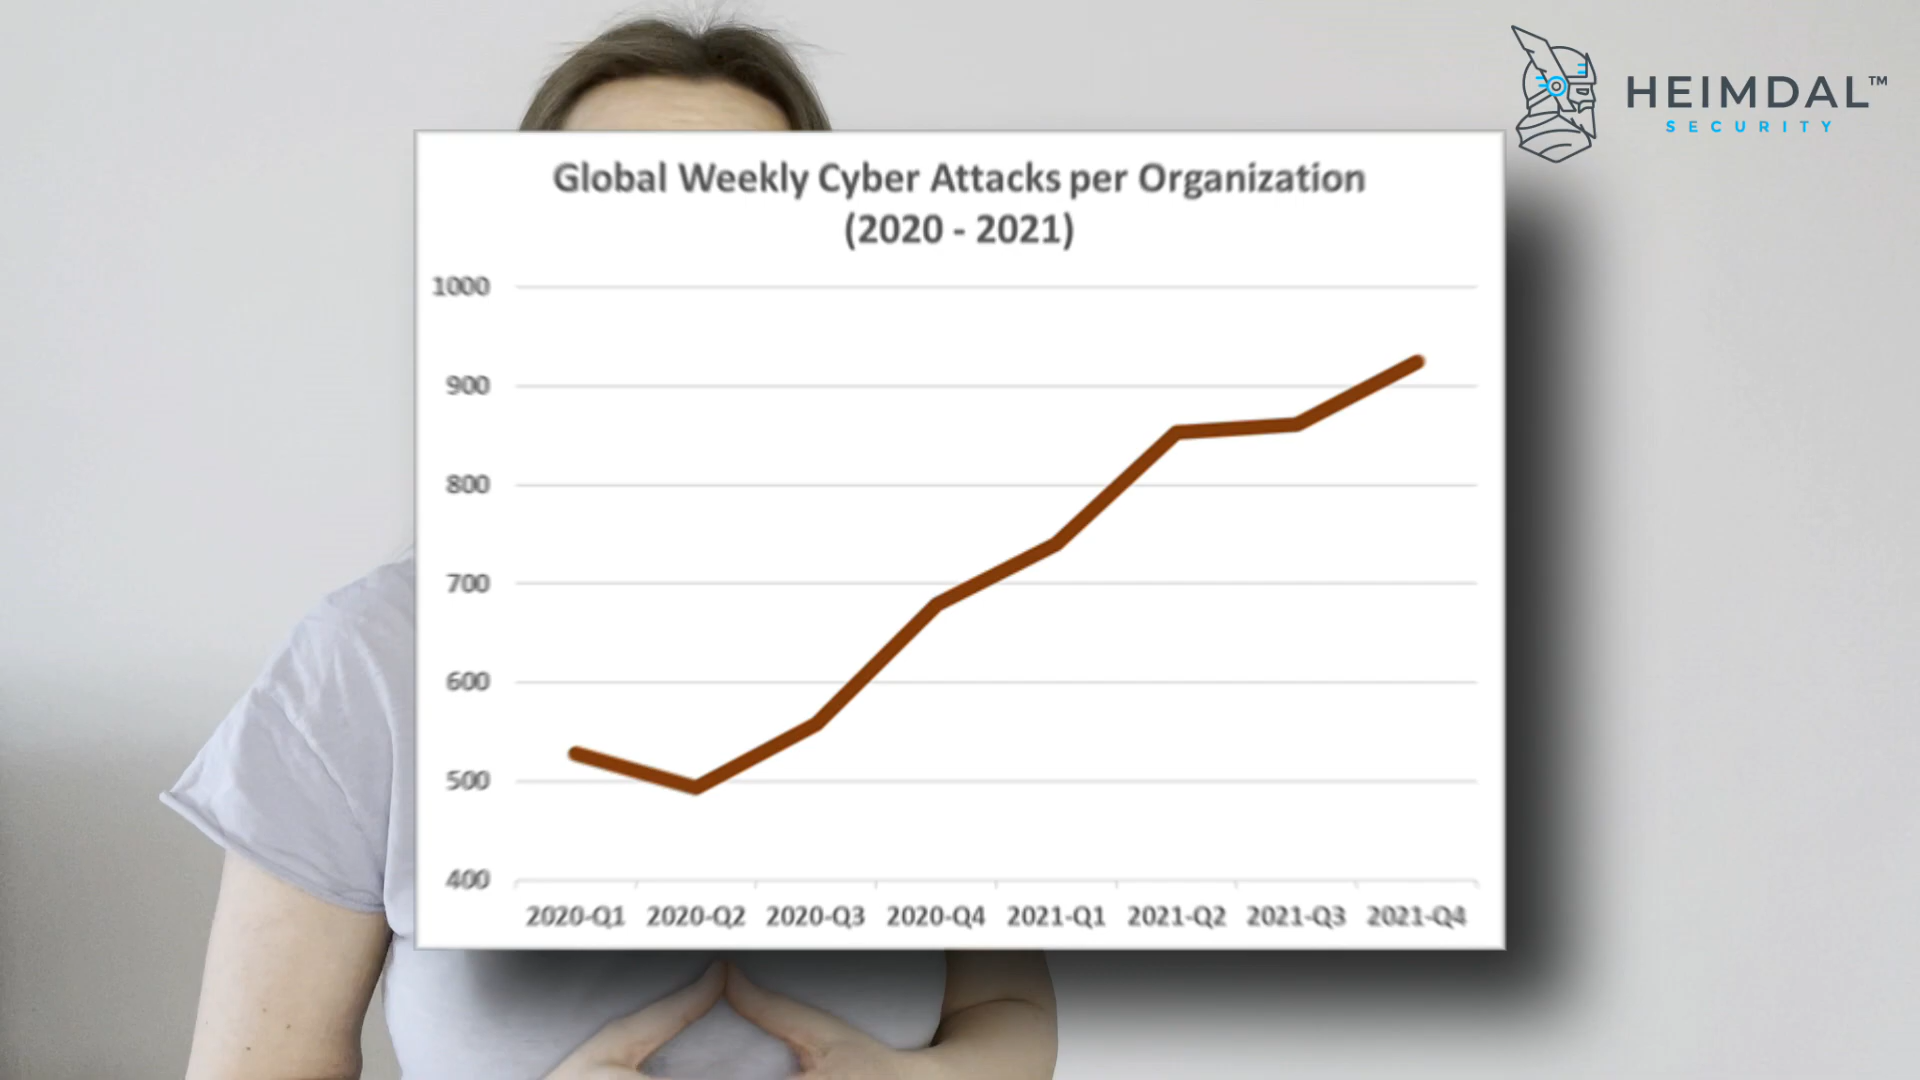 HEIMDAL™
SECURITY
Global Weekly Cyber Attacks per Organization
(2020 - 2021)
1000
900
800
700
600
500
400
2020-Q1 2020-Q2 2020-Q3 2020-Q4 2021-Q1 2021-Q2 2021-Q3 2021-Q4